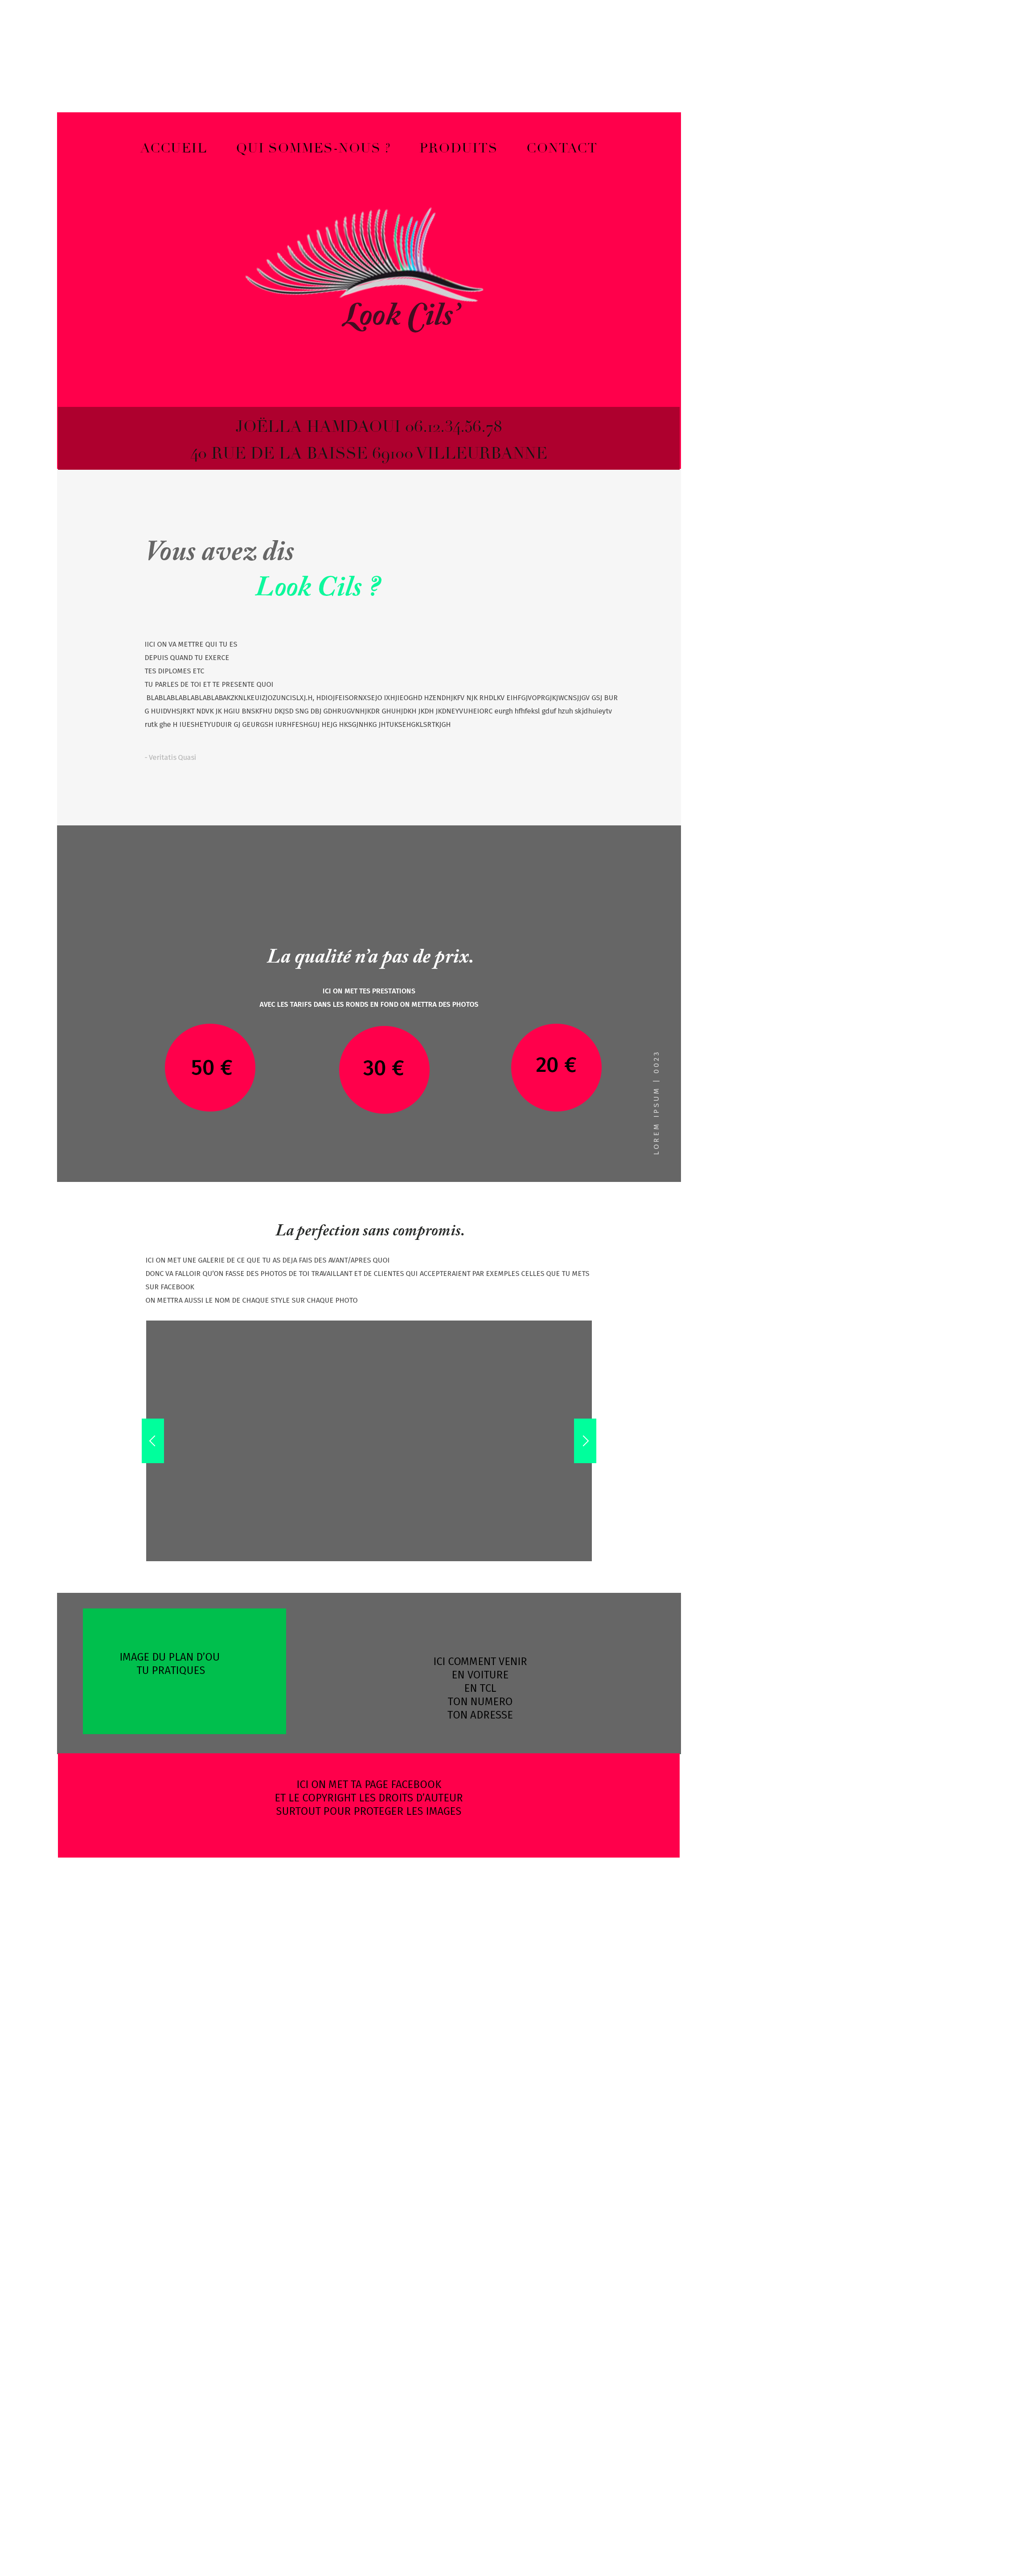 ACCUEIL QUI SOMMES-NOUS ? PRODUITS CONTACT
Look Cils’
JOËLLA HAMDAOUI 06.12.34.56.78
40 RUE DE LA BAISSE 69100 VILLEURBANNE
Vous avez dis
Look Cils ?
IICI ON VA METTRE QUI TU ES
DEPUIS QUAND TU EXERCE
TES DIPLOMES ETC
TU PARLES DE TOI ET TE PRESENTE QUOI
BLABLABLABLABLABLABAKZKNLKEUIZJOZUNCISLXJ.H, HDIOJFEISORNXSEJO IXHJIEOGHD HZENDHJKFV NJK RHDLKV EIHFGJVOPRGJKJWCNSJJGV GSJ BUR
G HUIDVHSJRKT NDVK JK HGIU BNSKFHU DKJSD SNG DBJ GDHRUGVNHJKDR GHUHJDKH JKDH JKDNEYVUHEIORC eurgh hfhfeksl gduf hzuh skjdhuieytv
rutk ghe H IUESHETYUDUIR GJ GEURGSH IURHFESHGUJ HEJG HKSGJNHKG JHTUKSEHGKLSRTKJGH
- Veritatis Quasi
La qualité n’a pas de prix.
ICI ON MET TES PRESTATIONS
AVEC LES TARIFS DANS LES RONDS EN FOND ON METTRA DES PHOTOS
50 € 30 € 20 €
LOREM IPSUM | 0023
La perfection sans compromis.
ICI ON MET UNE GALERIE DE CE QUE TU AS DEJA FAIS DES AVANT/APRES QUOI
DONC VA FALLOIR QU’ON FASSE DES PHOTOS DE TOI TRAVAILLANT ET DE CLIENTES QUI ACCEPTERAIENT PAR EXEMPLES CELLES QUE TU METS
SUR FACEBOOK
ON METTRA AUSSI LE NOM DE CHAQUE STYLE SUR CHAQUE PHOTO
IMAGE DU PLAN D’OU
TU PRATIQUES
ICI COMMENT VENIR
EN VOITURE
EN TCL
TON NUMERO
TON ADRESSE
ICI ON MET TA PAGE FACEBOOK
ET LE COPYRIGHT LES DROITS D’AUTEUR
SURTOUT POUR PROTEGER LES IMAGES